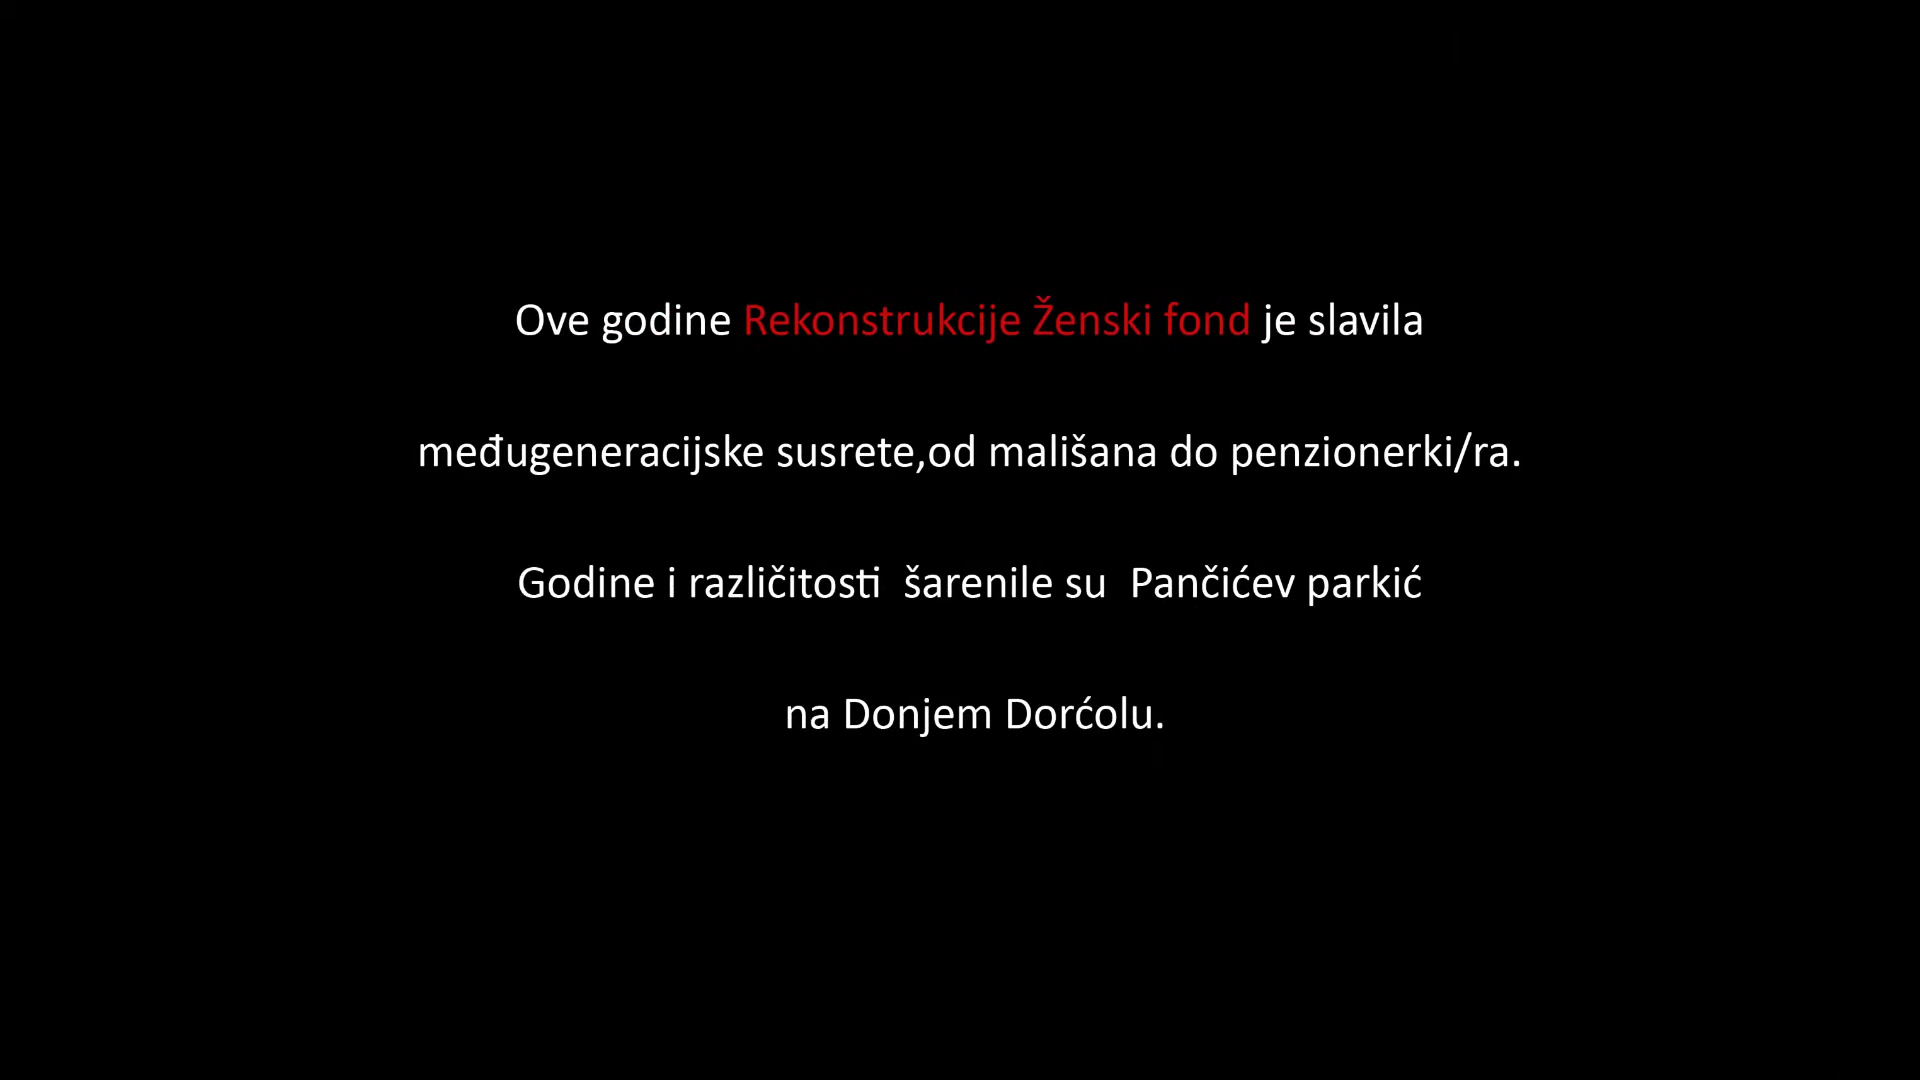 Ove godine Rekonstrukcije Ženski fond je slavila
međugeneracijske susrete,od mališana do penzionerki/ra.
Godine i različitosti  šarenile su  Pančićev parkić
na Donjem Dorćolu.